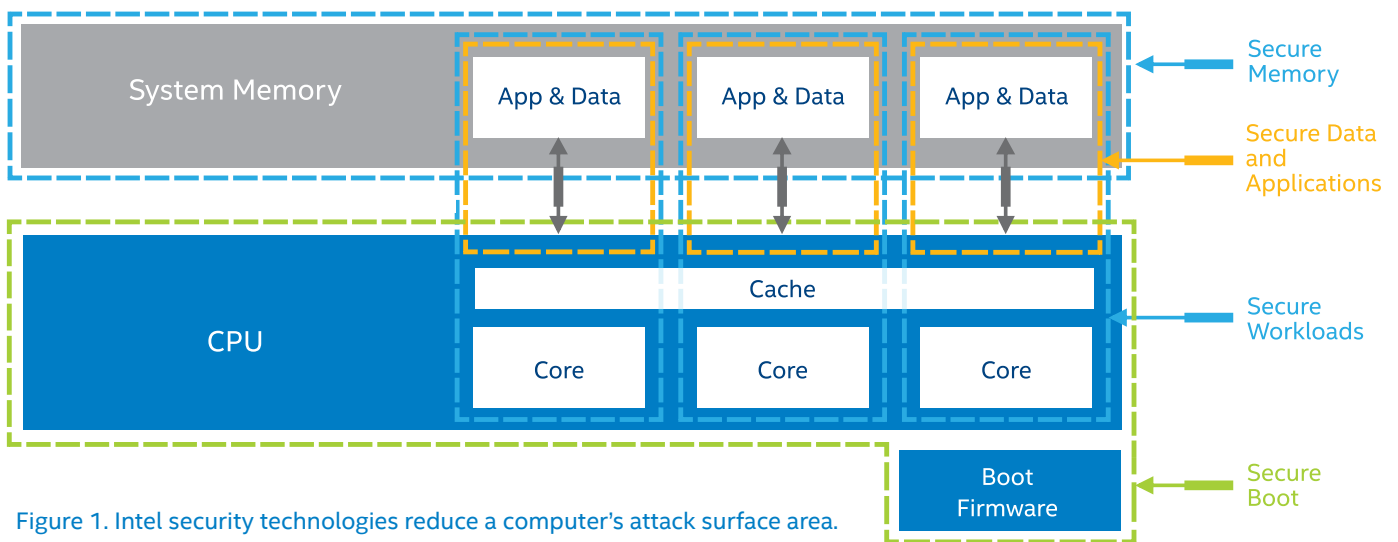 System Memory
App & Data
App & Data
App & Data
Secure
Memory
Secure Data
and
Applications
CPU
Cache
Core
Core
Core
Secure
Workloads
Boot
Firmware
Secure
Boot
Figure 1. Intel security technologies reduce a computer’s attack surface area.